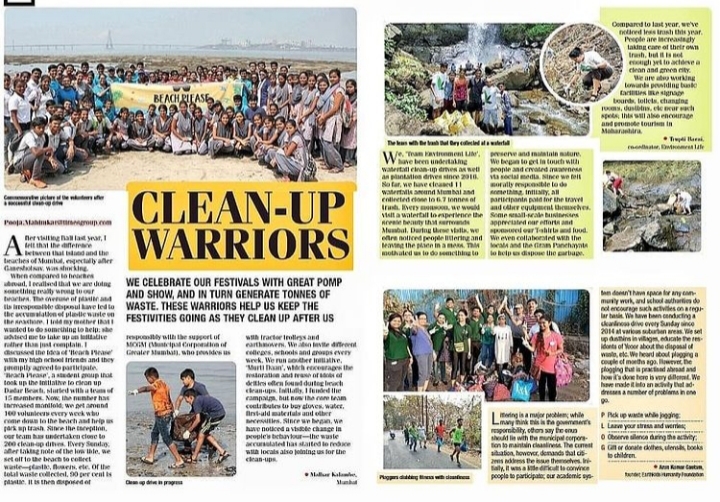 BEACH PLEASE
Commemorative picture of the volunteers after
a successful clean-up drive
CLEAN-UP
WARRIORS
Pooja.Mahimkar@timesgroup.com
WE CELEBRATE OUR FESTIVALS WITH GREAT POMP
AND SHOW, AND IN TURN GENERATE TONNES OF
WASTE. THESE WARRIORS HELP US KEEP THE
FESTIVITIES GOING AS THEY CLEAN UP AFTER US
After visiting Bali last year, I
felt that the difference
between that island and the
beaches of Mumbai, especially after
Ganeshotsav, was shocking.
When compared to beaches
abroad, I realised that we are doing
something really wrong to our
beaches. The overuse of plastic and
its irresponsible disposal have led to
the accumulation of plastic waste on
the seashore. I told my mother that I
wanted to do something to help; she
advised me to take up an initiative
rather than just complain. I
discussed the idea of 'Beach Please'
with my high school friends and they
promptly agreed to participate.
'Beach Please', a student group that
took up the initiative to clean up
Dadar Beach, started with a team of
15 members. Now, the number has
increased manifold; we get around
100 volunteers every week who
come down to the beach and help us
pick up trash. Since the inception,
our team has undertaken close to
200 clean-up drives. Every Sunday,
after taking note of the low tide, we
set off to the beach to collect
waste—plastic, flowers, etc. Of the
total waste collected, 90 per cent is
plastic. It is then disposed of
responsibly with the support of
MCGM (Municipal Corporation of
Greater Mumbai), who provides us
Clean-up drive in progress
with tractor trolleys and
earthmovers. We also invite different
colleges, schools and groups every
week. We run another initiative,
'Murti Daan', which encourages the
restoration and reuse of idols of
deities often found during beach
clean-ups. Initially, I funded the
campaign, but now the core team
contributes to buy gloves, water,
first-aid materials and other
necessities. Since we began, we
have noticed a visible change in
people's behaviour—the waste
accumulated has started to reduce
with locals also joining us for the
clean-ups.
Malhar Kalambe,
Mumbai
The team with the trash that they collected at a waterfall
We, 'Team Environment Life',
have been undertaking
waterfall clean-up drives as well
as plantation drives since 2016.
So far, we have cleaned 11
waterfalls around Mumbai and
collected close to 6.7 tonnes of
trash. Every monsoon, we would
visit a waterfall to experience the
scenic beauty that surrounds
Mumbai. During these visits, we
often noticed people littering and
leaving the place in a mess. This
motivated us to do something to
preserve and maintain nature.
We began to get in touch with
people and created awareness
via social media. Since we felt
morally responsible to do
something, initially, all
participants paid for the travel
and other equipment themselves.
Some small-scale businesses
appreciated our efforts and
sponsored our T-shirts and food.
We even collaborated with the
locals and the Gram Panchayats
to help us dispose the garbage.
Compared to last year, we've
noticed less trash this year.
People are increasingly
taking care of their own
trash, but it is not
enough yet to achieve a
clean and green city.
We are also working
towards providing basic
facilities like signage
boards, toilets, changing
rooms, dustbins, etc near such
spots; this will also encourage
and promote tourism in
Maharashtra.
co-ordinator, Environment Life
Ploggers clubbing fitness with cleanliness
Littering is a major problem; while
many think this is the government's
responsibility, others say the onus
should lie with the municipal corpora-
tion to maintain cleanliness. The current
situation, however, demands that citi-
zens address the issue themselves. Ini-
tially, it was a little difficult to convince
people to participate; our academic sys-
tem doesn't have space for any com-
munity work, and school authorities do
not encourage such activities on a regu-
lar basis. We have been conducting a
cleanliness drive every Sunday since
2014 at various suburban areas. We set
up dustbins in villages, educate the res-
idents of Yeoor about the disposal of
waste, etc. We heard about plogging a
couple of months ago. However, the
plogging that is practised abroad and
how it's done here is very different. We
have made it into an activity that ad-
dresses a number of problems in one
go.
P Pick up waste while jogging;
L Leave your stress and worries;
O Observe silence during the activity;
G Gift or donate clothes, utensils, books
to children.